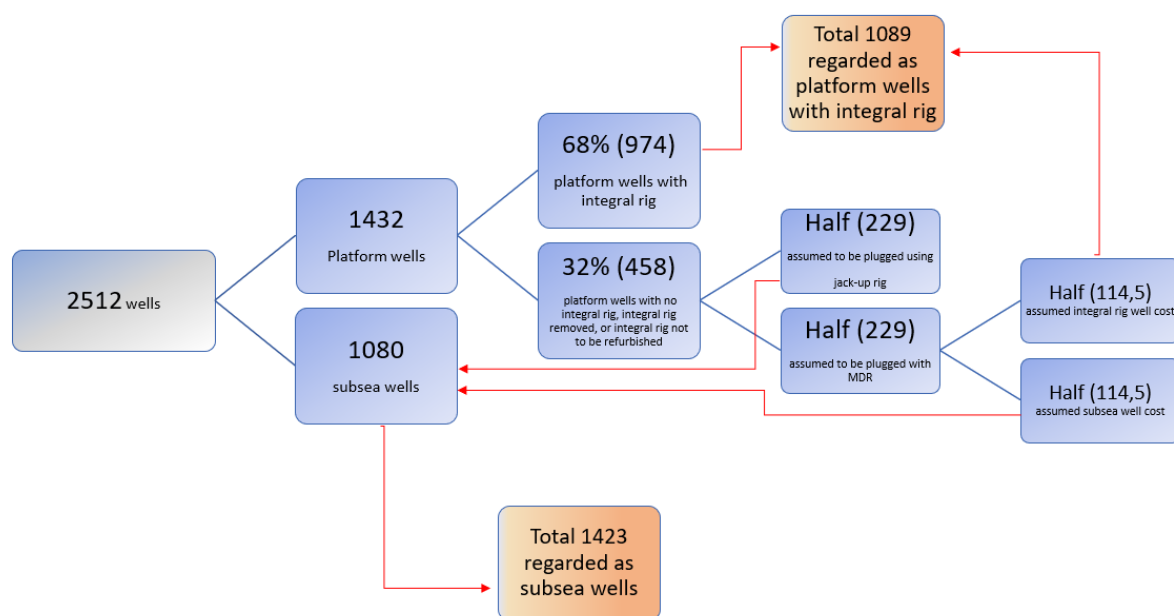 2512 wells
1432
Platform wells
1080
subsea wells
68% (974)
platform wells with
integral rig
32% (458)
platform wells with no
integral rig, integral rig
removed, or integral rig not
to be refurbished
Total 1089
regarded as
platform wells
with integral rig
Half (229)
assumed to be plugged using
jack-up rig
Half (229)
assumed to be plugged with
MDR
Half (114,5)
assumed integral rig well cost
Half (114,5)
assumed subsea well cost
Total 1423
regarded as
subsea wells